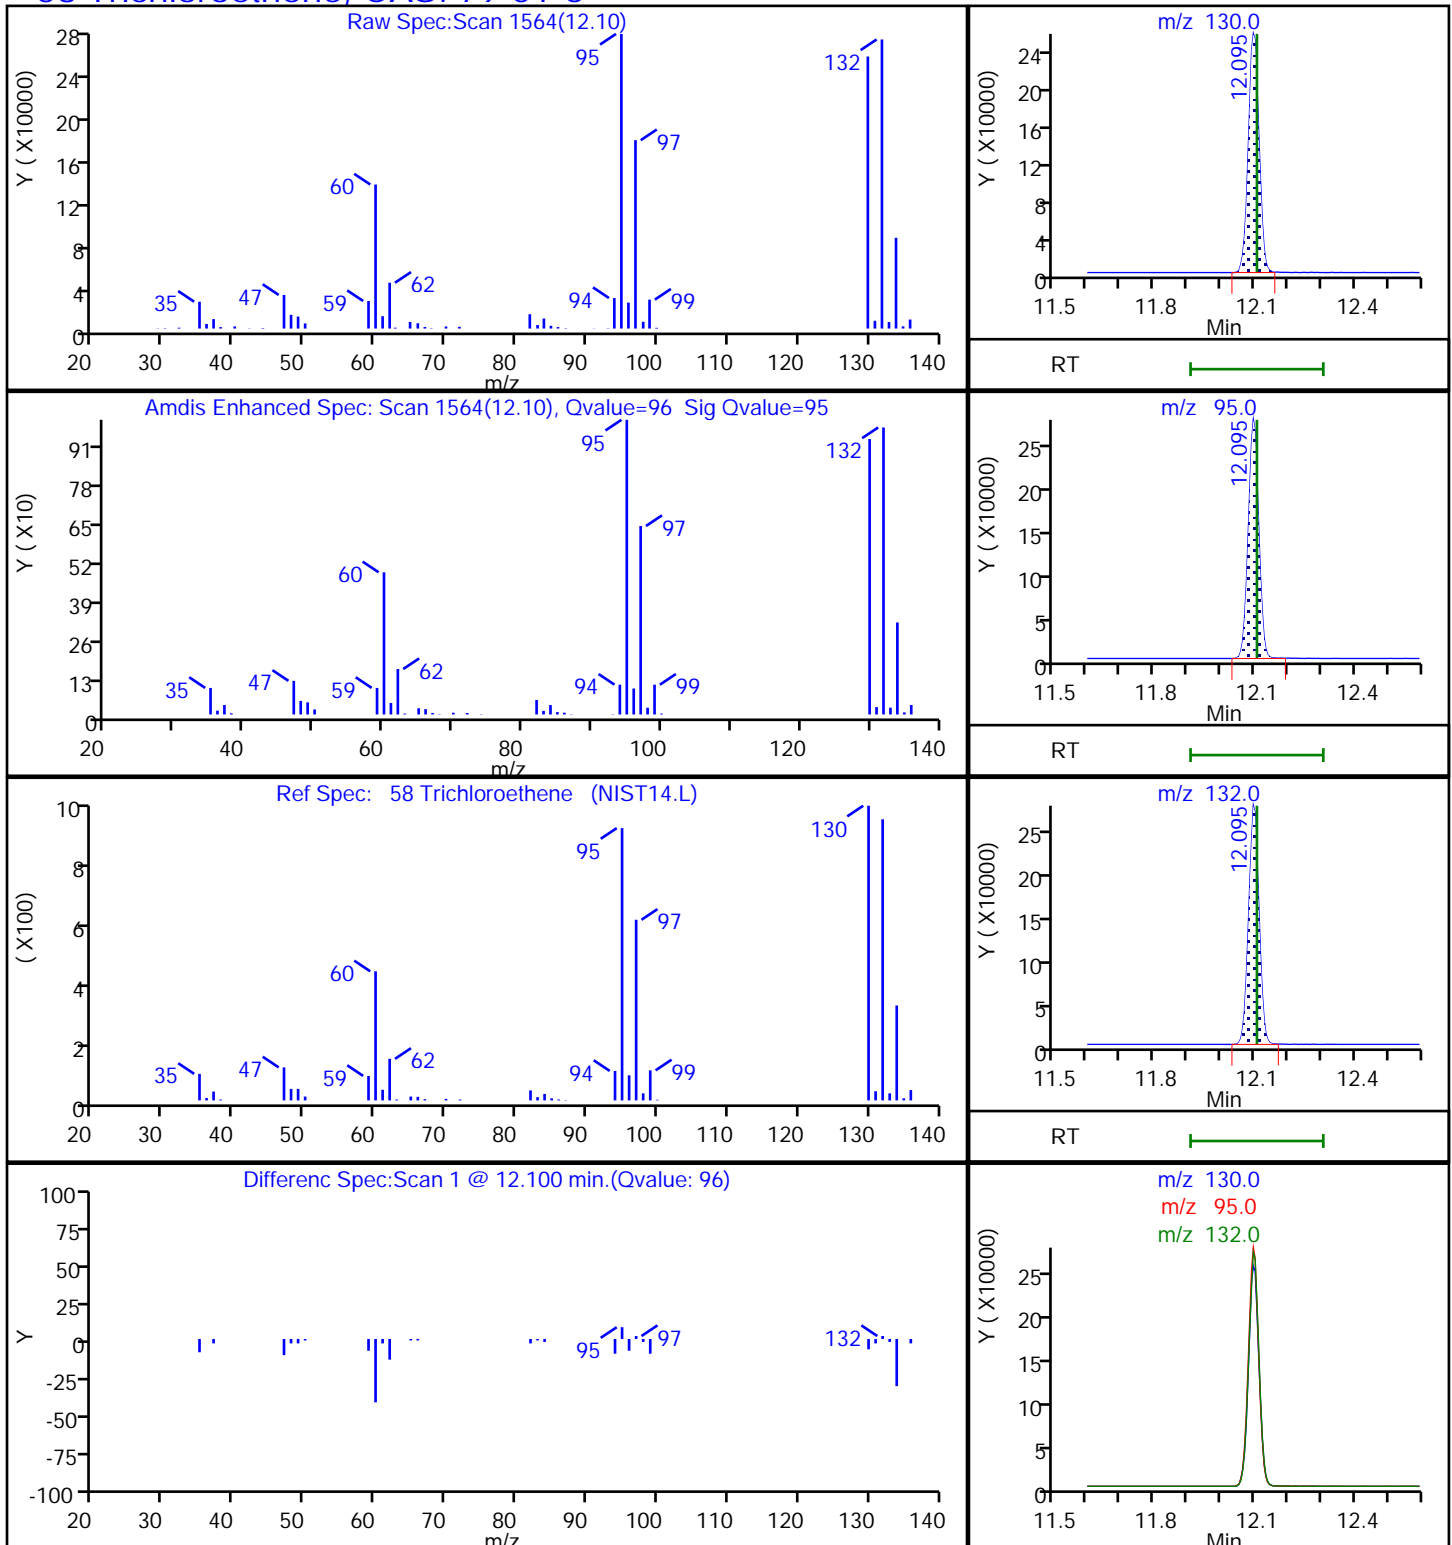 58 Trichloroethene, CAS: 79-01-6
Raw Spec:Scan 1564(12.10)
Y ( X10000)
28
24
20
16
12
8
4
0
95
132
97
60
35
47
59
62
94
99
20 30 40 50 60 70 80 90 100 110 120 130 140
m/z
m/z 130.0
Y ( X10000)
24
20
16
12
8
4
0
12.095
11.5 11.8 12.1 12.4
Min
RT
Amdis Enhanced Spec: Scan 1564(12.10), Qvalue=96 Sig Qvalue=95
Y ( X10)
91
78
65
52
39
26
13
0
95
132
97
60
35
47
59
62
94
99
20 40 60 80 100 120 140
m/z
m/z 95.0
Y ( X10000)
25
20
15
10
5
0
12.095
11.5 11.8 12.1 12.4
Min
RT
Ref Spec: 58 Trichloroethene (NIST14.L)
( X100)
10
8
6
4
2
0
130
95
97
60
35
47
59
62
94
99
20 30 40 50 60 70 80 90 100 110 120 130 140
m/z 132.0
Y ( X10000)
25
20
15
10
5
0
12.095
11.5 11.8 12.1 12.4
Min
RT
Differenc Spec:Scan 1 @ 12.100 min.(Qvalue: 96)
Y
100
75
50
25
0
-25
-50
-75
-100
95
97
132
20 30 40 50 60 70 80 90 100 110 120 130 140
m/z
m/z 130.0
m/z 95.0
m/z 132.0
Y ( X10000)
25
20
15
10
5
0
11.5 11.8 12.1 12.4
Min